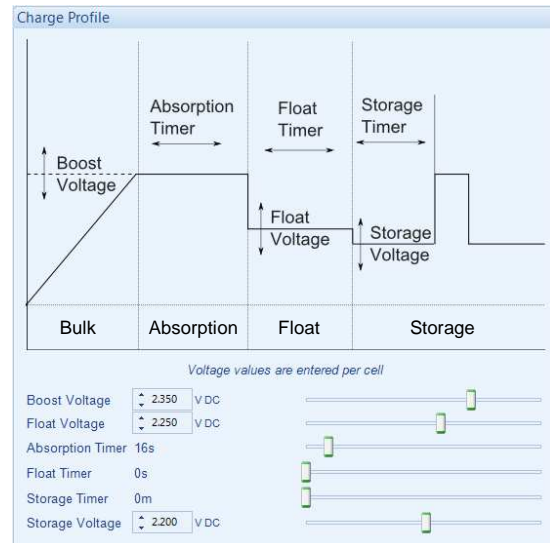 Charge Profile
Absorption
Timer
Float
Timer
Storage
Timer
Boost
Voltage
Float
Voltage
Storage
Voltage
Bulk
Absorption
Float
Storage
Voltage values are entered per cell
Boost Voltage 2.350 V DC
Float Voltage 2.250 V DC
Absorption Timer 16s
Float Timer 0s
Storage Timer 0m
Storage Voltage 2.200 V DC